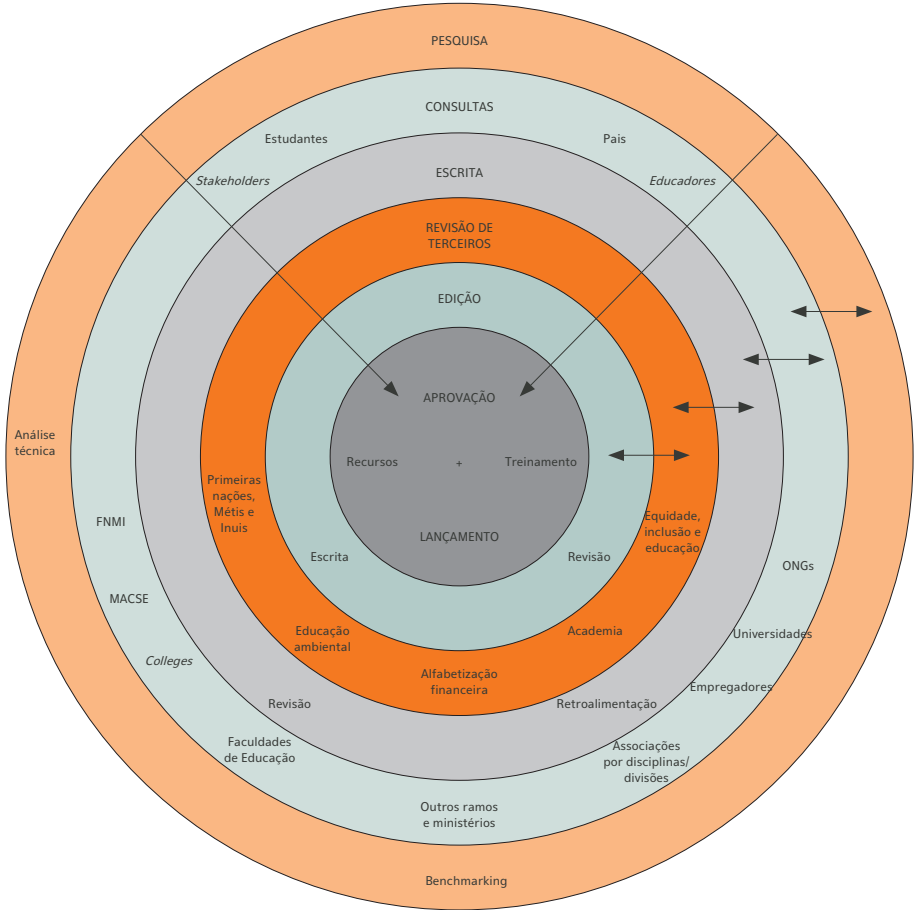 PESQUISA
CONSULTAS
Estudantes
Pais
ESCRITA
Stakeholders
Educadores
REVISÃO DE
TERCEIROS
EDIÇÃO
APROVAÇÃO
Análise
técnica
Recursos
+
Treinamento
Primeiras
nações,
Métis e
Inuis
FNMI
Equidade,
inclusão e
educação
LANÇAMENTO
Escrita
Revisão
ONGs
MACSE
Educação
ambiental
Academia
Universidades
Colleges
Alfabetização
financeira
Empregadores
Revisão
Retroalimentação
Faculdades
de Educação
Associações
por disciplinas/
divisões
Outros ramos
e ministérios
Benchmarking